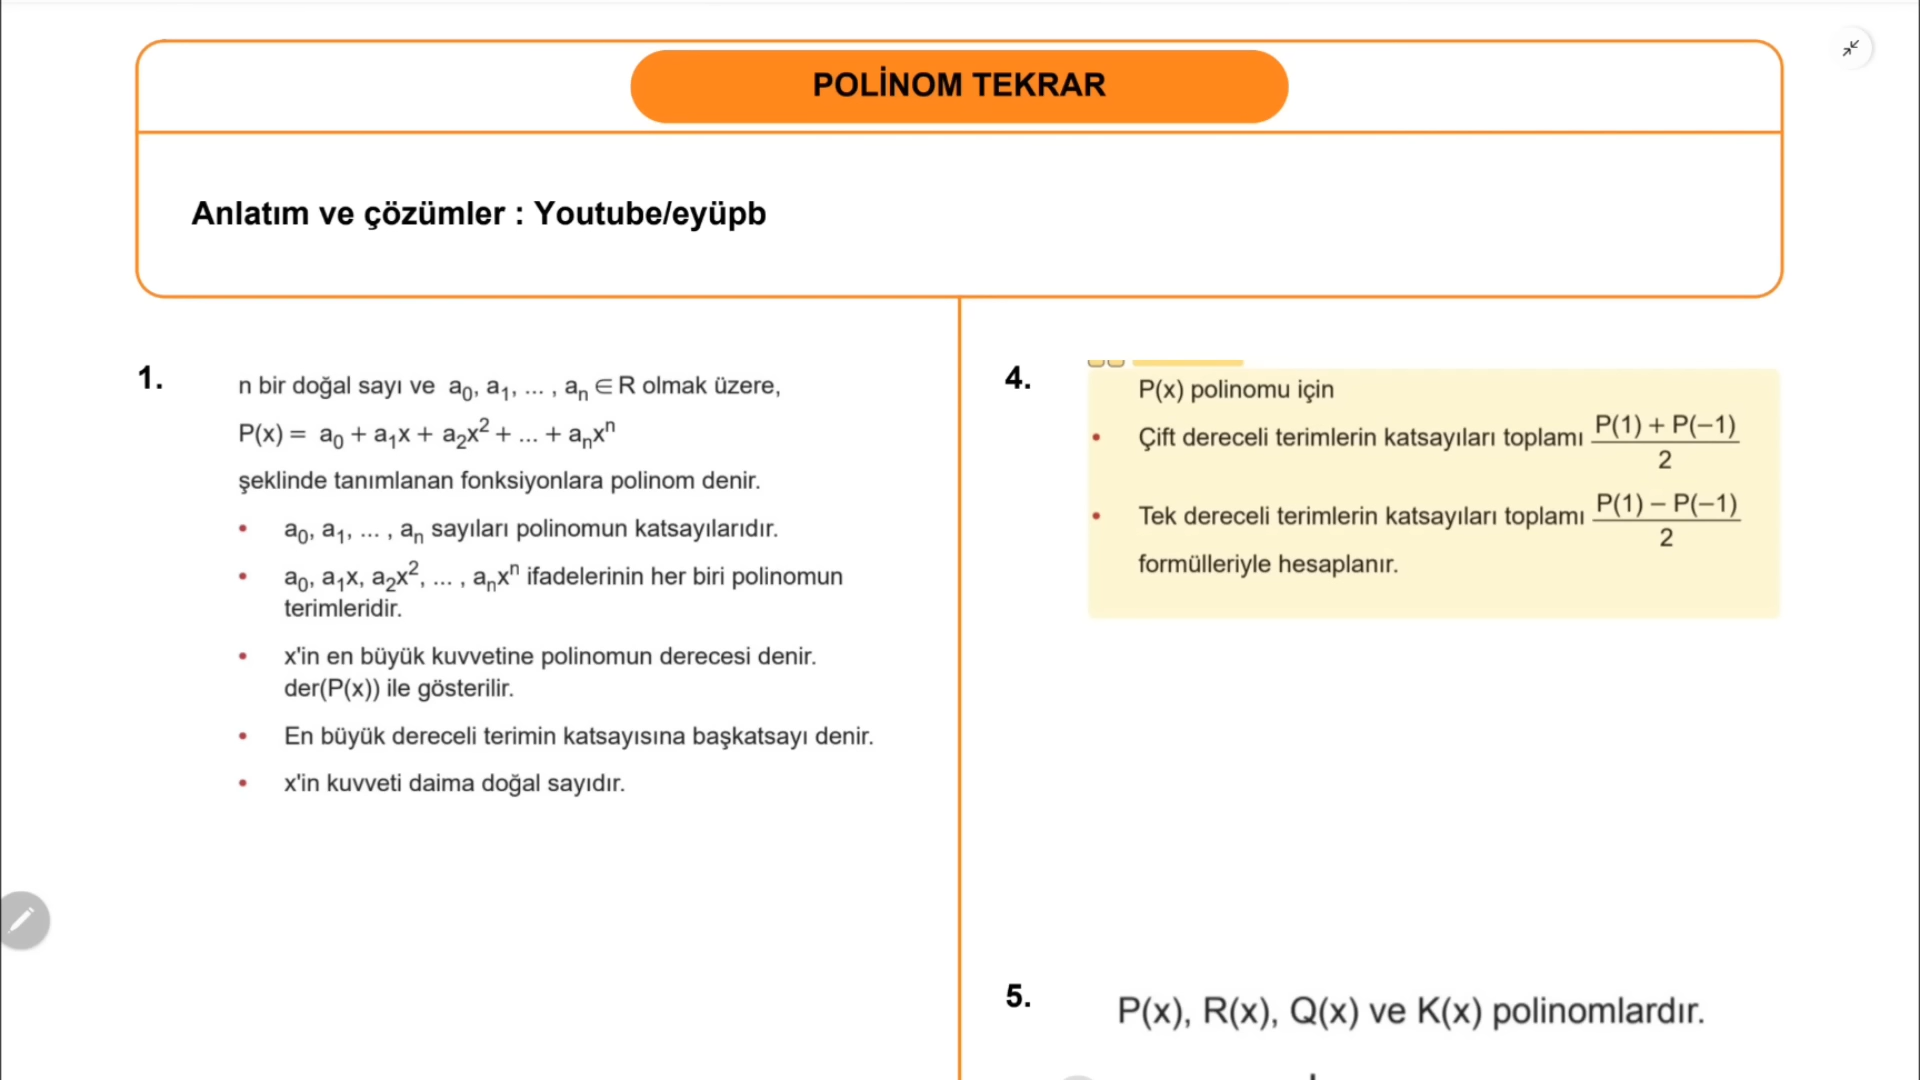 POLİNOM TEKRAR
Anlatım ve çözümler : Youtube/eyüpb
1.
n bir doğal sayı ve a₀, a₁, ... , aₙ ∈ R olmak üzere,
P(x) = a₀ + a₁x + a₂x² + ... + aₙxⁿ
şeklinde tanımlanan fonksiyonlara polinom denir.
• a₀, a₁, ... , aₙ sayıları polinomun katsayılarıdır.
• a₀, a₁x, a₂x², ... , aₙxⁿ ifadelerinin her biri polinomun
terimleridir.
• x'in en büyük kuvvetine polinomun derecesi denir.
der(P(x)) ile gösterilir.
• En büyük dereceli terimin katsayısına başkatsayı denir.
• x'in kuvveti daima doğal sayıdır.
4.
P(x) polinomu için
• Çift dereceli terimlerin katsayıları toplamı (P(1) + P(−1))/2
• Tek dereceli terimlerin katsayıları toplamı (P(1) − P(−1))/2
formülleriyle hesaplanır.
5.
P(x), R(x), Q(x) ve K(x) polinomlardır.